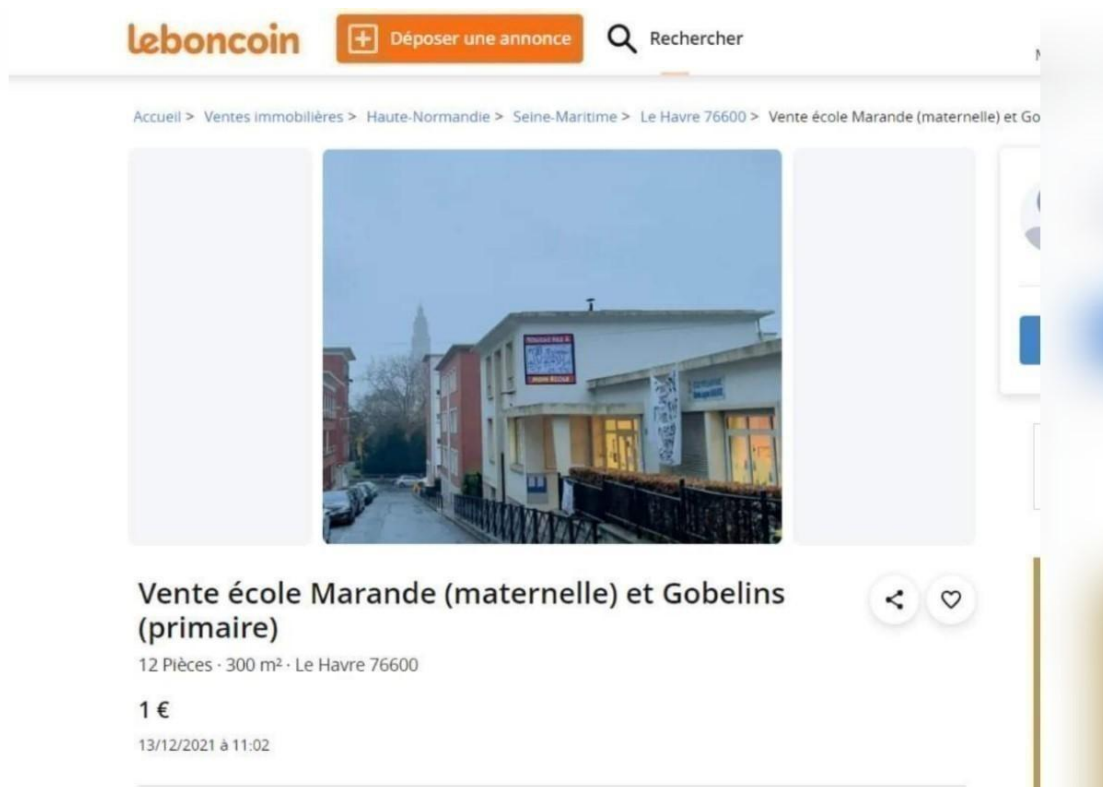 leboncoin
Déposer une annonce
Rechercher
Accueil > Ventes immobilières > Haute-Normandie > Seine-Maritime > Le Havre 76600 > Vente école Marande (maternelle) et Go
Vente école Marande (maternelle) et Gobelins
(primaire)
12 Pièces · 300 m² · Le Havre 76600
1 €
13/12/2021 à 11:02